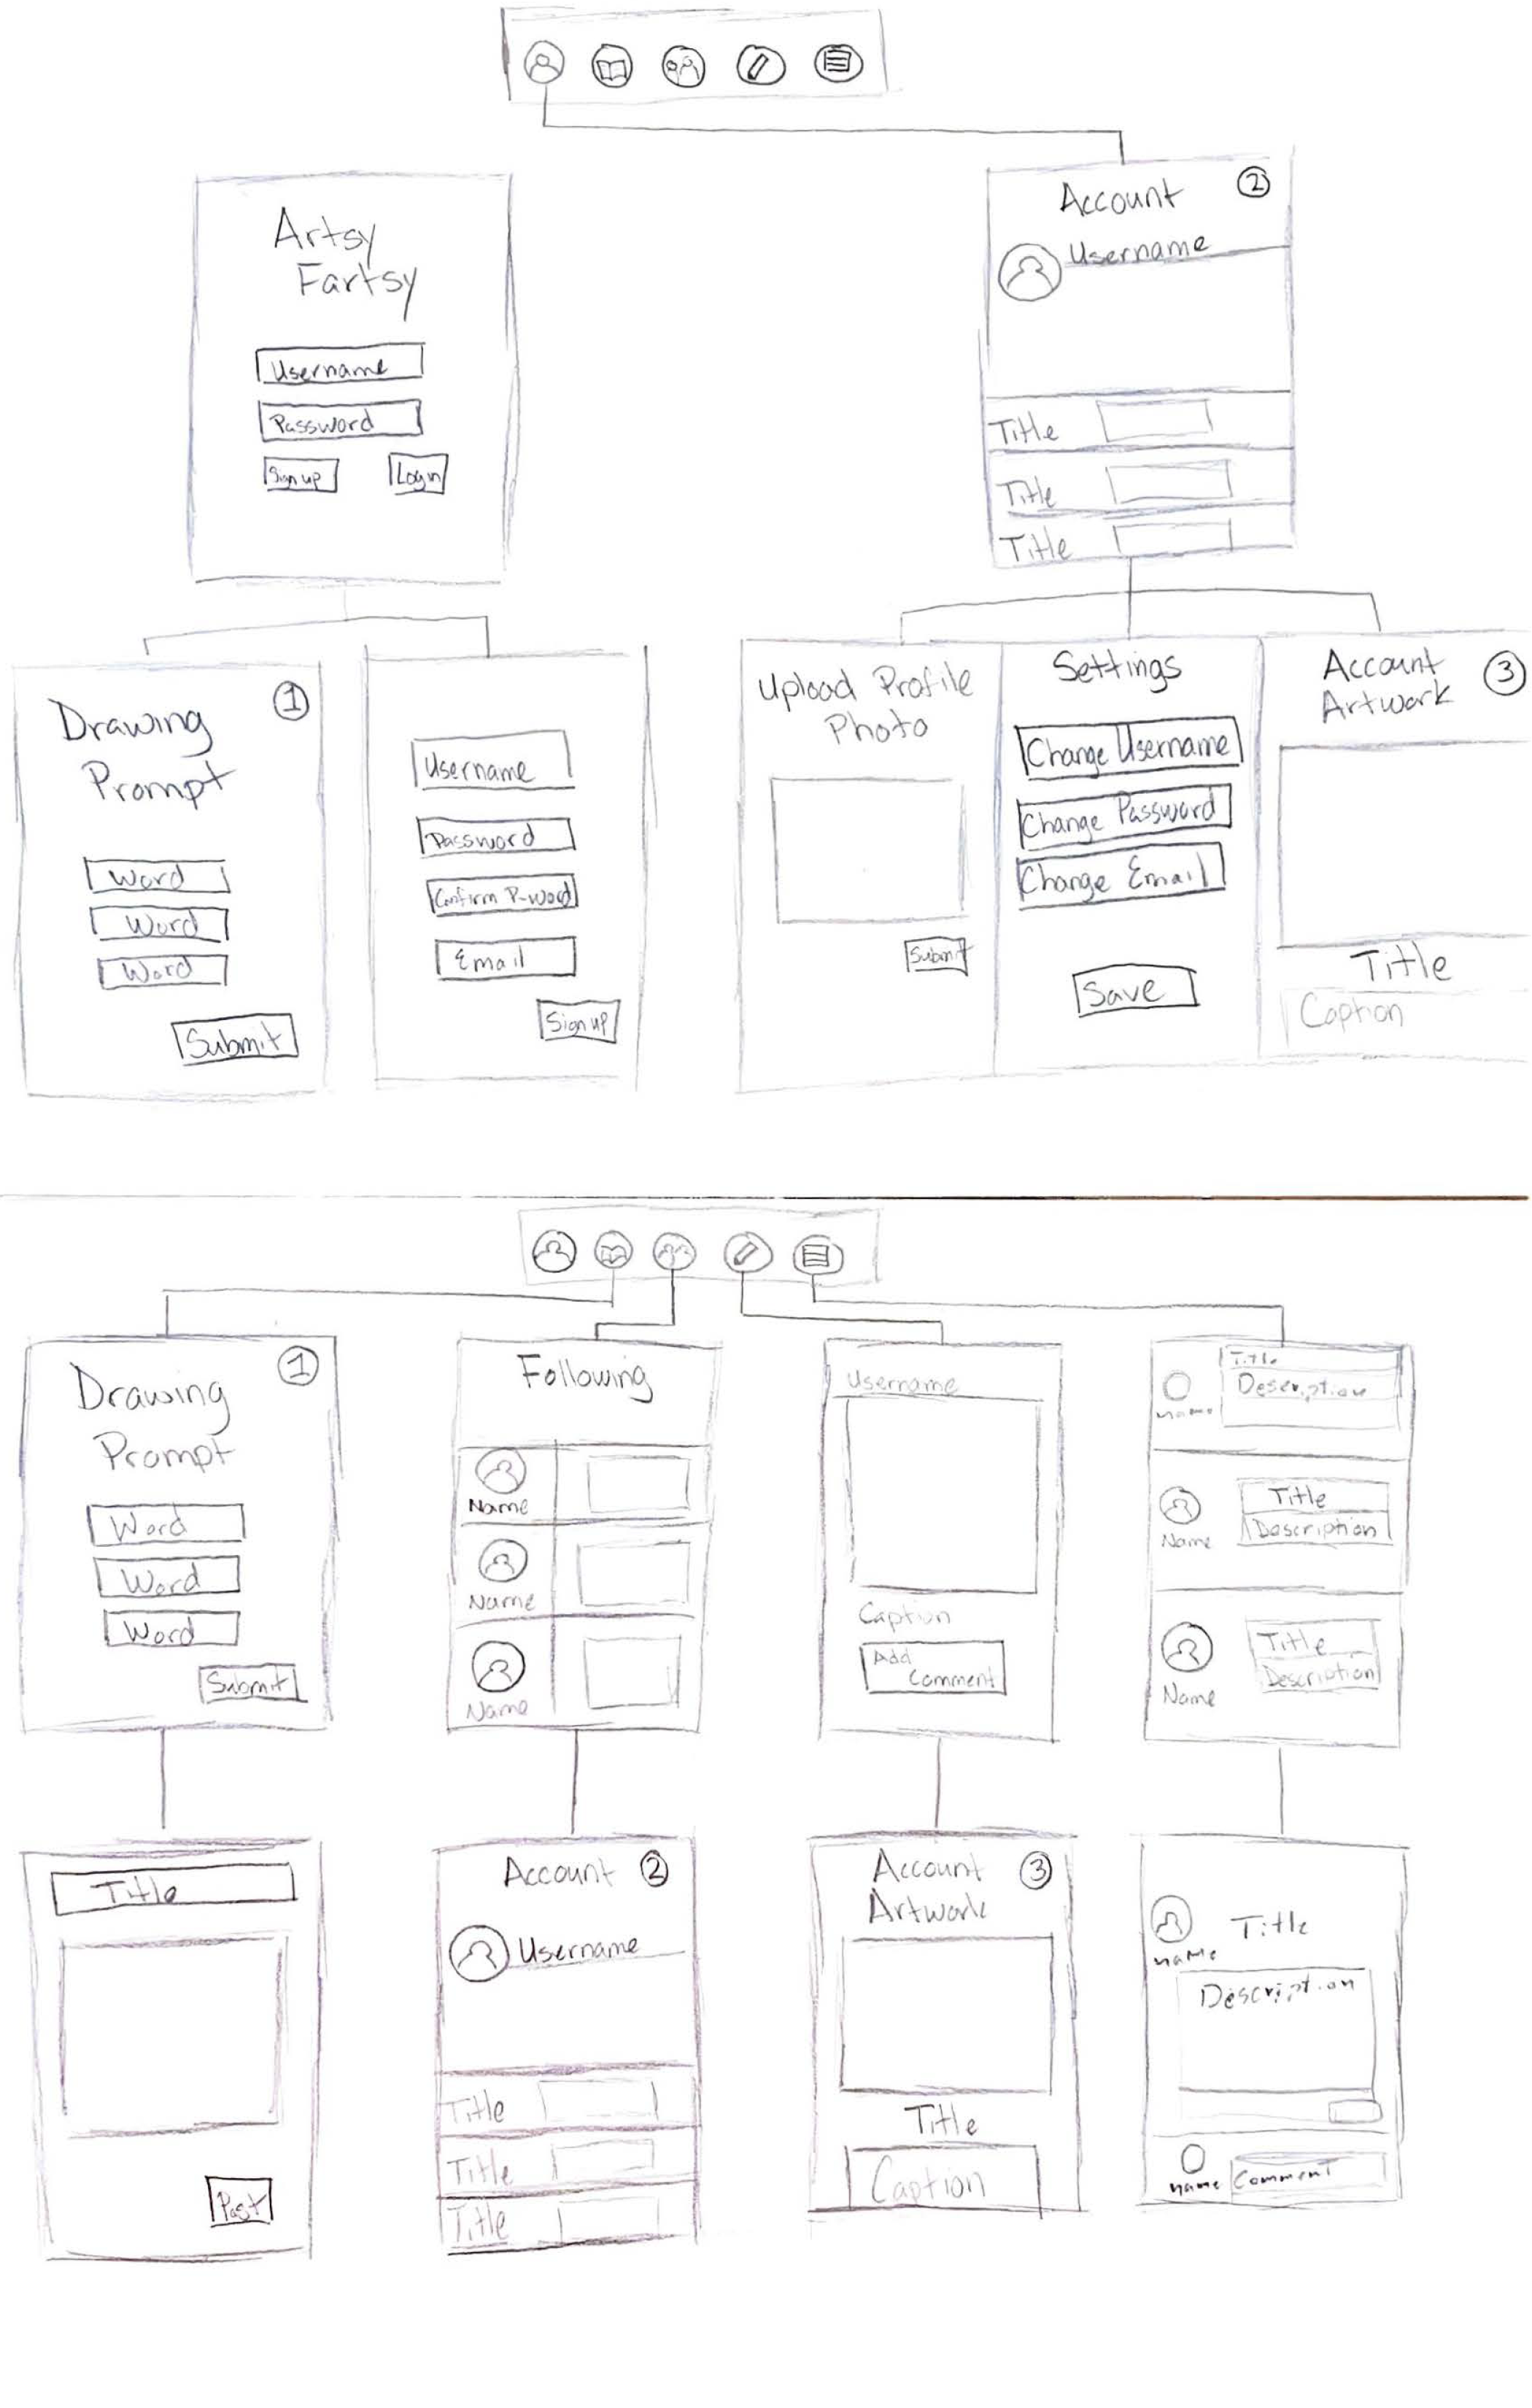 Artsy
Fartsy
Username
Password
Sign up
Login
Account
2
Username
Title
Title
Title
Drawing
Prompt
1
Word
Word
Word
Submit
Username
Password
Confirm P-word
Email
Sign up
Upload Profile
Photo
Submit
Settings
Change Username
Change Password
Change Email
Save
Account
Artwork
3
Title
Caption
Drawing
Prompt
1
Word
Word
Word
Submit
Following
Name
Name
Name
Username
Caption
Add
Comment
Title
Description
name
Title
Description
Name
Title
Description
Name
Title
Post
Account 2
Username
Title
Title
Title
Account
Artwork
3
Title
Caption
name
Title
Description
name
Comment